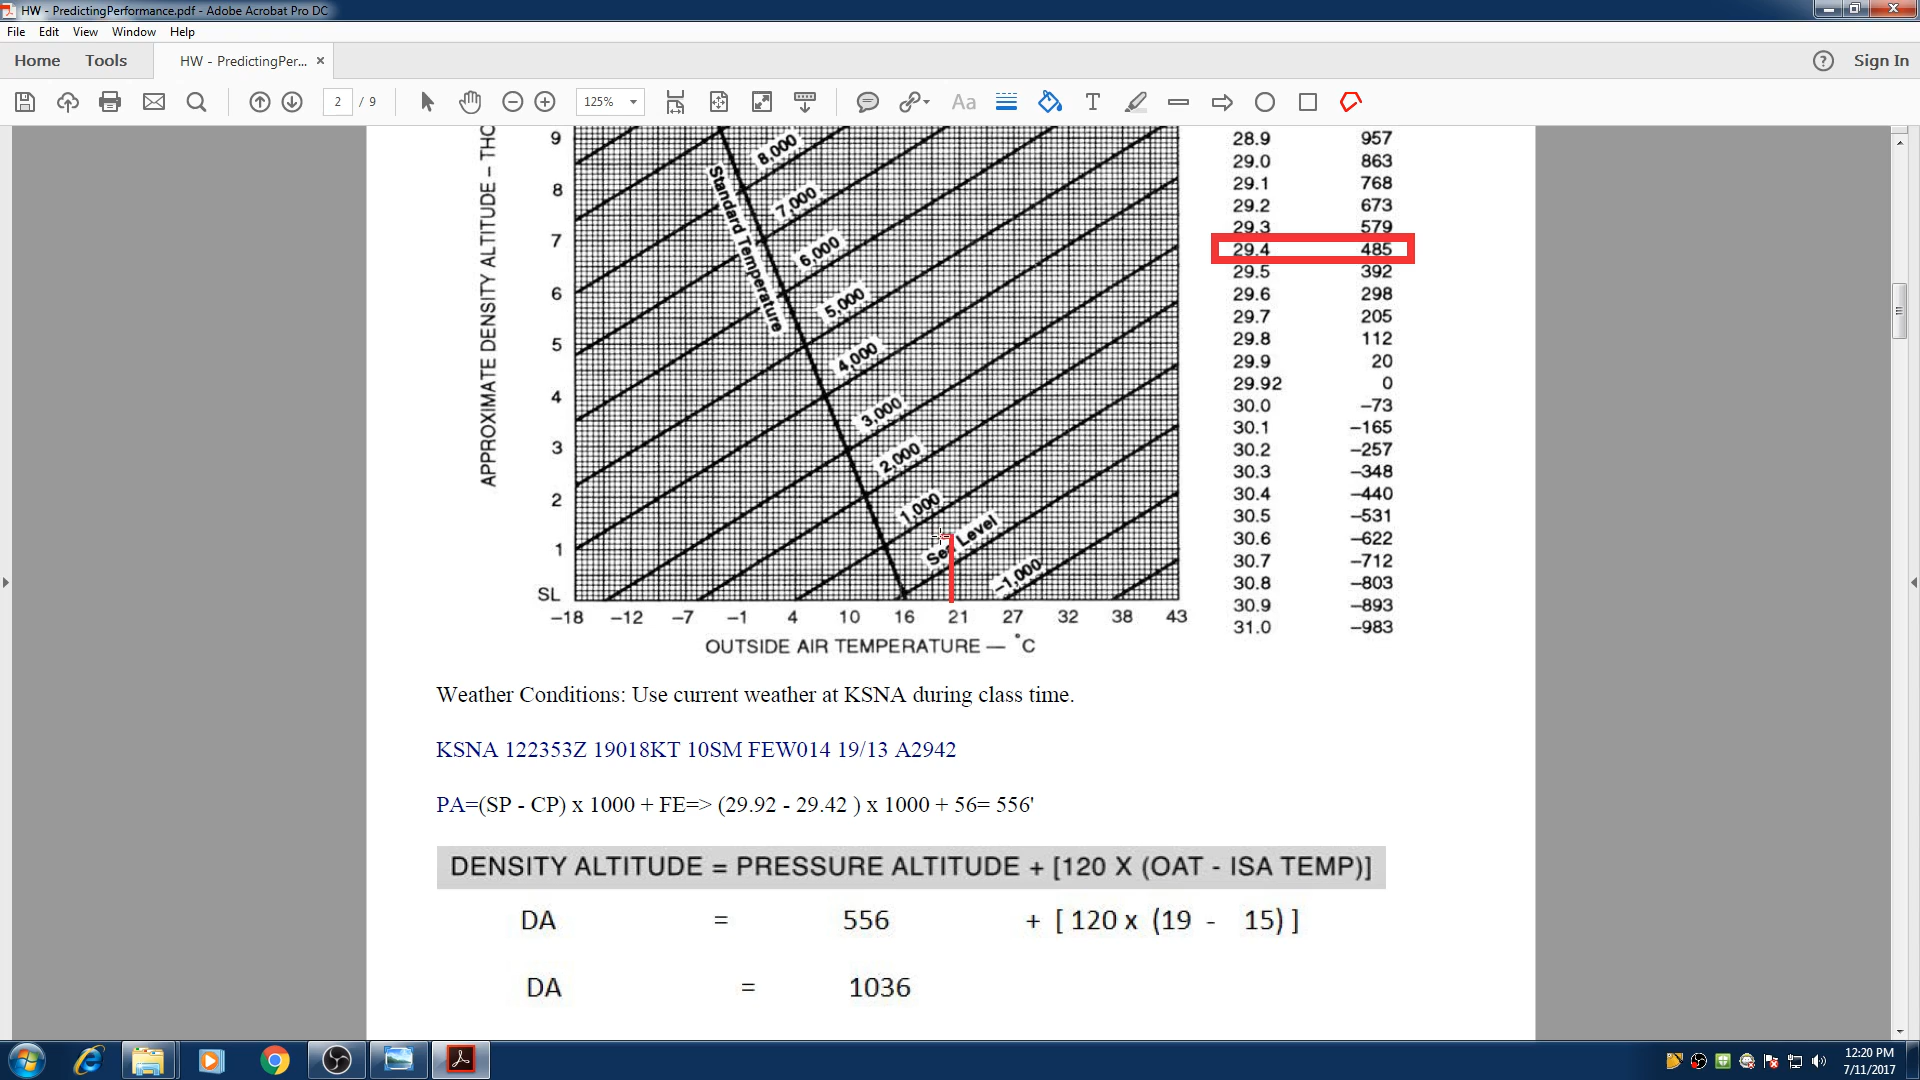 HW - PredictingPerformance.pdf - Adobe Acrobat Pro DC
File Edit View Window Help
Home Tools HW - PredictingPer... × ? Sign In
2 / 9 125% Aa T
APPROXIMATE DENSITY ALTITUDE – THO
9
8
7
6
5
4
3
2
1
SL
Standard Temperature
8,000
7,000
6,000
5,000
4,000
3,000
2,000
1,000
Sea Level
–1,000
–18 –12 –7 –1 4 10 16 21 27 32 38 43
OUTSIDE AIR TEMPERATURE — °C
28.9 957
29.0 863
29.1 768
29.2 673
29.3 579
29.4 485
29.5 392
29.6 298
29.7 205
29.8 112
29.9 20
29.92 0
30.0 –73
30.1 –165
30.2 –257
30.3 –348
30.4 –440
30.5 –531
30.6 –622
30.7 –712
30.8 –803
30.9 –893
31.0 –983
Weather Conditions: Use current weather at KSNA during class time.
KSNA 122353Z 19018KT 10SM FEW014 19/13 A2942
PA=(SP - CP) x 1000 + FE=> (29.92 - 29.42 ) x 1000 + 56= 556'
DENSITY ALTITUDE = PRESSURE ALTITUDE + [120 X (OAT - ISA TEMP)]
DA = 556 + [ 120 x (19 - 15) ]
DA = 1036
12:20 PM
7/11/2017